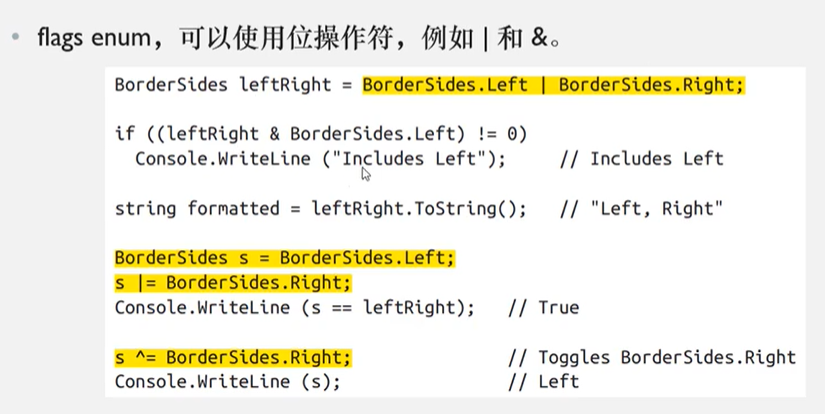 • flags enum，可以使用位操作符，例如 | 和 &。
BorderSides leftRight = BorderSides.Left | BorderSides.Right;
if ((leftRight & BorderSides.Left) != 0)
  Console.WriteLine ("Includes Left");     // Includes Left
string formatted = leftRight.ToString();   // "Left, Right"
BorderSides s = BorderSides.Left;
s |= BorderSides.Right;
Console.WriteLine (s == leftRight);   // True
s ^= BorderSides.Right;               // Toggles BorderSides.Right
Console.WriteLine (s);                // Left